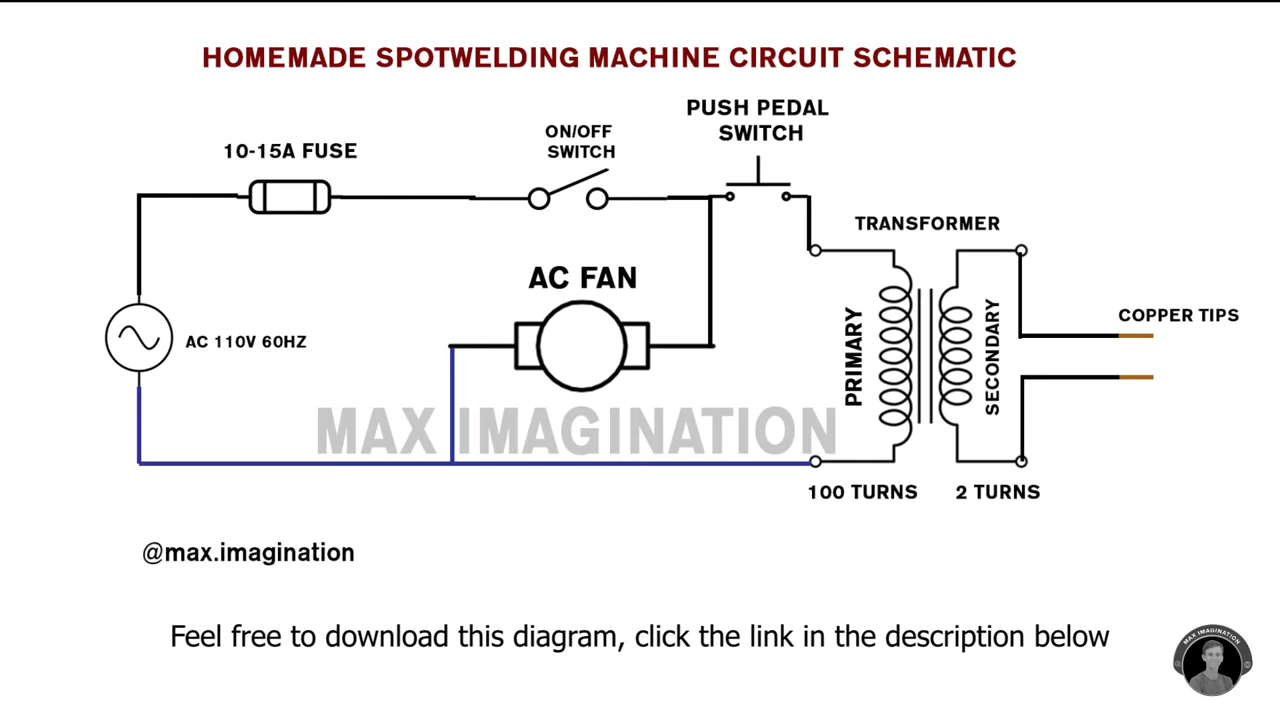 HOMEMADE SPOTWELDING MACHINE CIRCUIT SCHEMATIC
PUSH PEDAL
SWITCH
ON/OFF
SWITCH
10-15A FUSE
TRANSFORMER
AC FAN
COPPER TIPS
AC 110V 60HZ
PRIMARY
SECONDARY
MAX IMAGINATION
100 TURNS
2 TURNS
@max.imagination
Feel free to download this diagram, click the link in the description below
MAX IMAGINATION